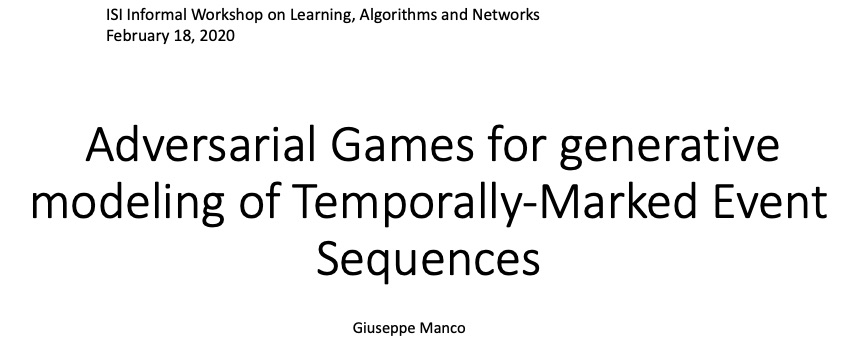 ISI Informal Workshop on Learning, Algorithms and Networks
February 18, 2020
Adversarial Games for generative
modeling of Temporally-Marked Event
Sequences
Giuseppe Manco